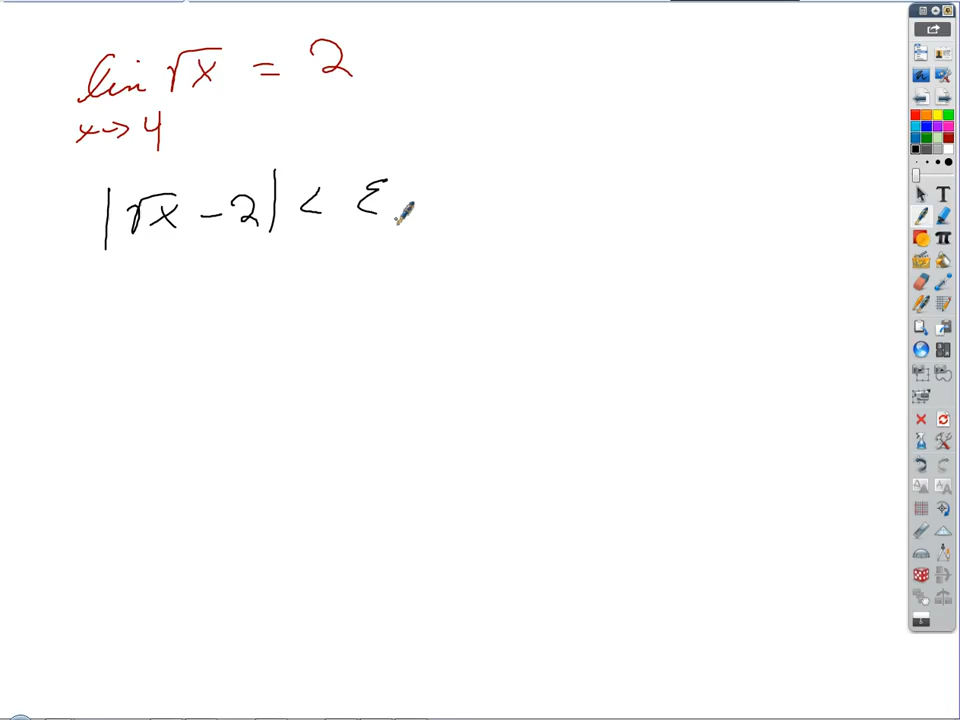 lim √x = 2
x→4
|√x - 2| < ε